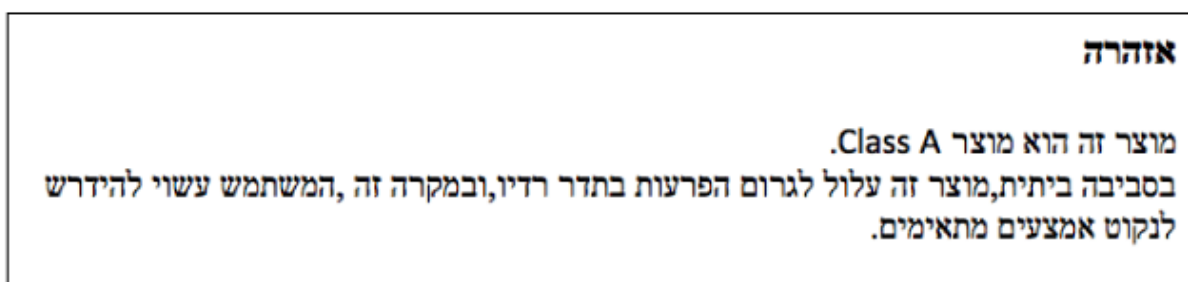 אזהרה
מוצר זה הוא מוצר Class A.
בסביבה ביתית,מוצר זה עלול לגרום הפרעות בתדר רדיו,ובמקרה זה ,המשתמש עשוי להידרש
לנקוט אמצעים מתאימים.